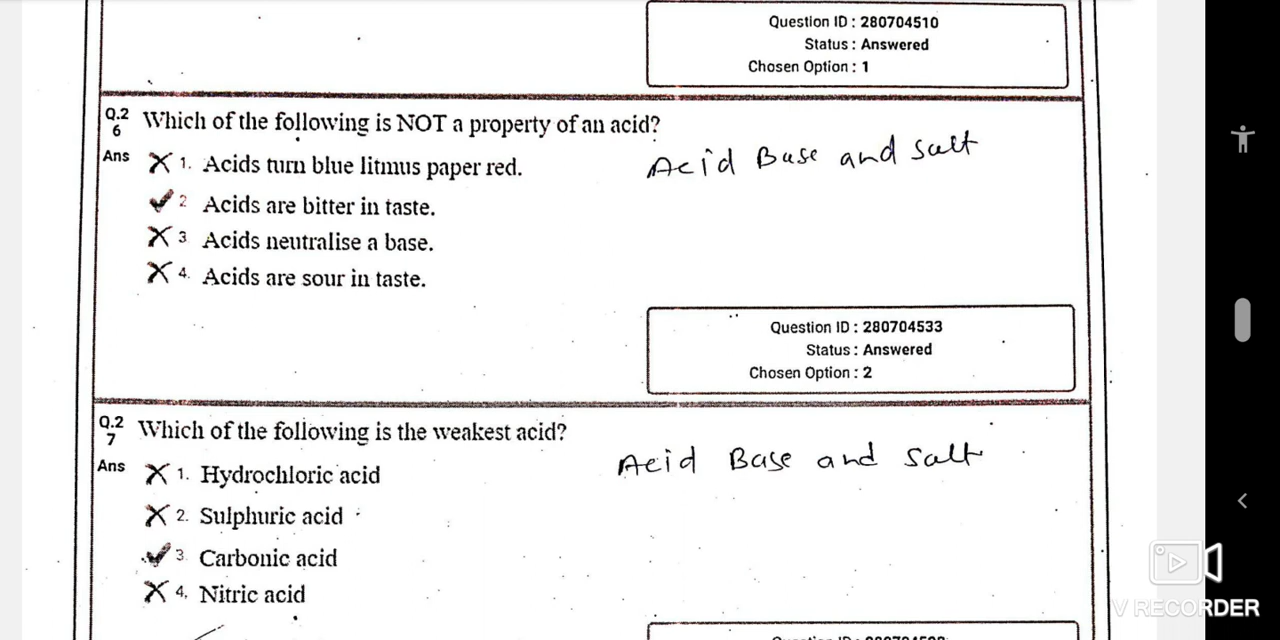 Question ID : 280704510
Status : Answered
Chosen Option : 1
Q.2
6
Which of the following is NOT a property of an acid?
Ans
1. Acids turn blue litmus paper red.
Acid Base and Salt
2 Acids are bitter in taste.
3 Acids neutralise a base.
4. Acids are sour in taste.
Question ID : 280704533
Status : Answered
Chosen Option : 2
Q.2
7
Which of the following is the weakest acid?
Ans
1. Hydrochloric acid
Acid Base and Salt
2. Sulphuric acid
3 Carbonic acid
4. Nitric acid
V RECORDER